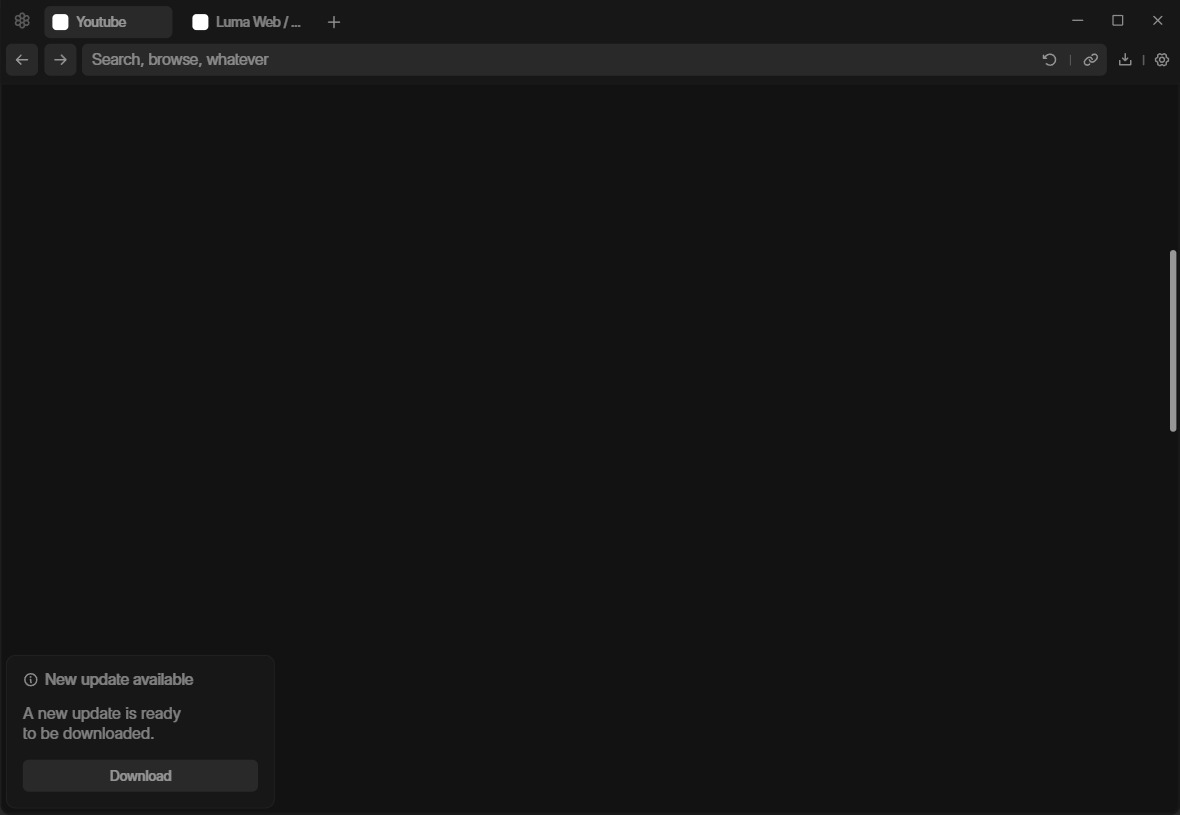 Youtube
Luma Web / ...
Search, browse, whatever
New update available
A new update is ready
to be downloaded.
Download